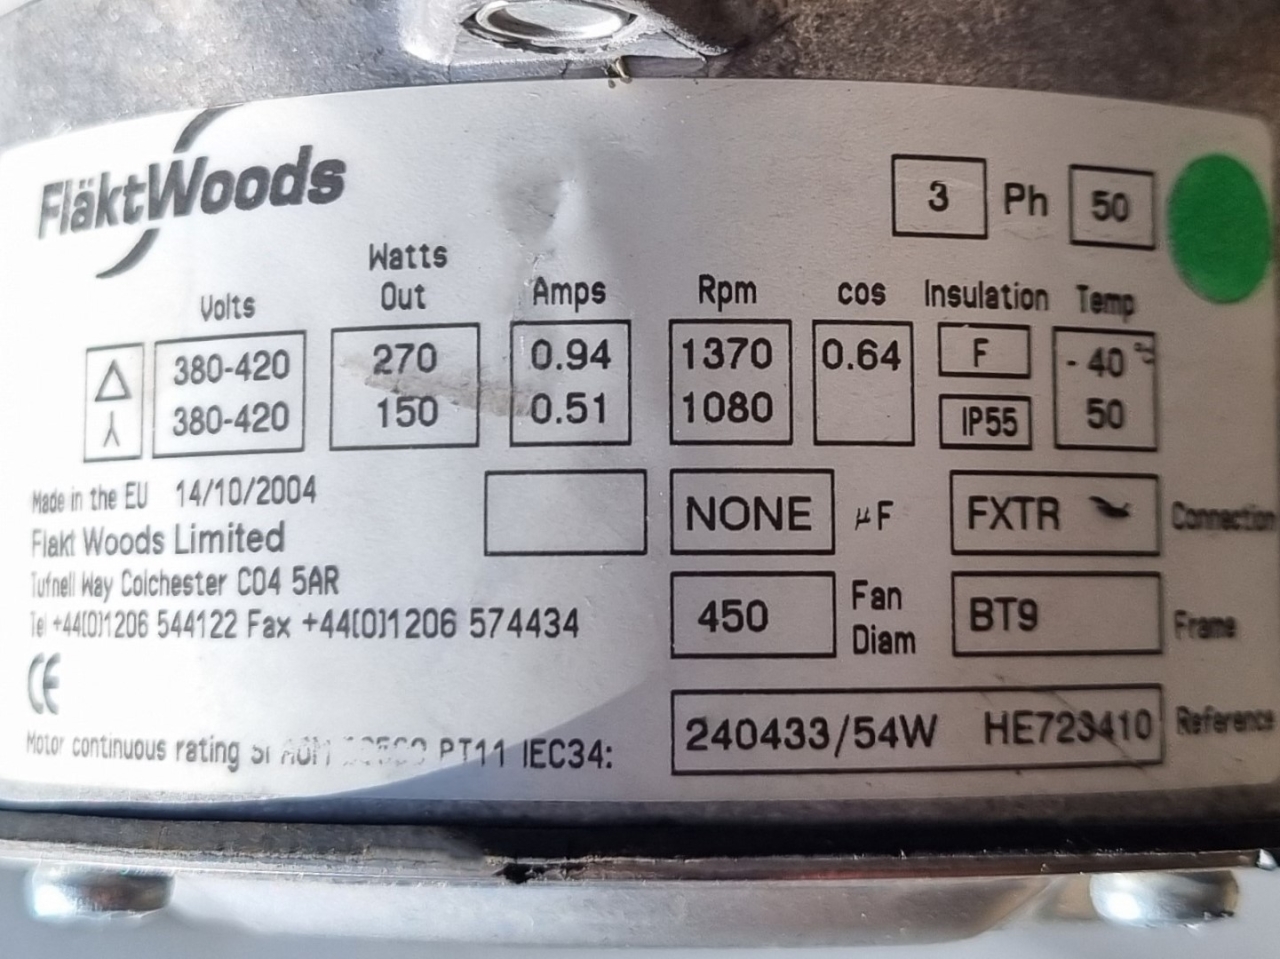 FläktWoods
3 Ph 50
Watts
Volts Out Amps Rpm cos Insulation Temp
Δ 380-420 270 0.94 1370 0.64 F - 40 °C
380-420 150 0.51 1080 IP55 50
Made in the EU 14/10/2004
NONE µF FXTR Connection
Flakt Woods Limited
Tufnell Way Colchester CO4 5AR
450 Fan Diam BT9 Frame
Tel +44(0)1206 544122 Fax +44(0)1206 574434
CE
240433/54W HE723410 Reference
Motor continuous rating PT11 IEC34: